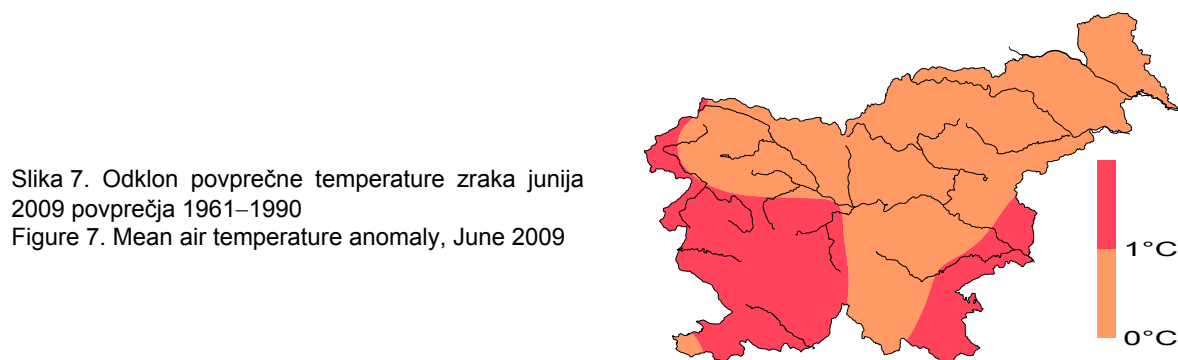 Slika 7. Odklon povprečne temperature zraka junija
2009 povprečja 1961–1990
Figure 7. Mean air temperature anomaly, June 2009
1°C
0°C